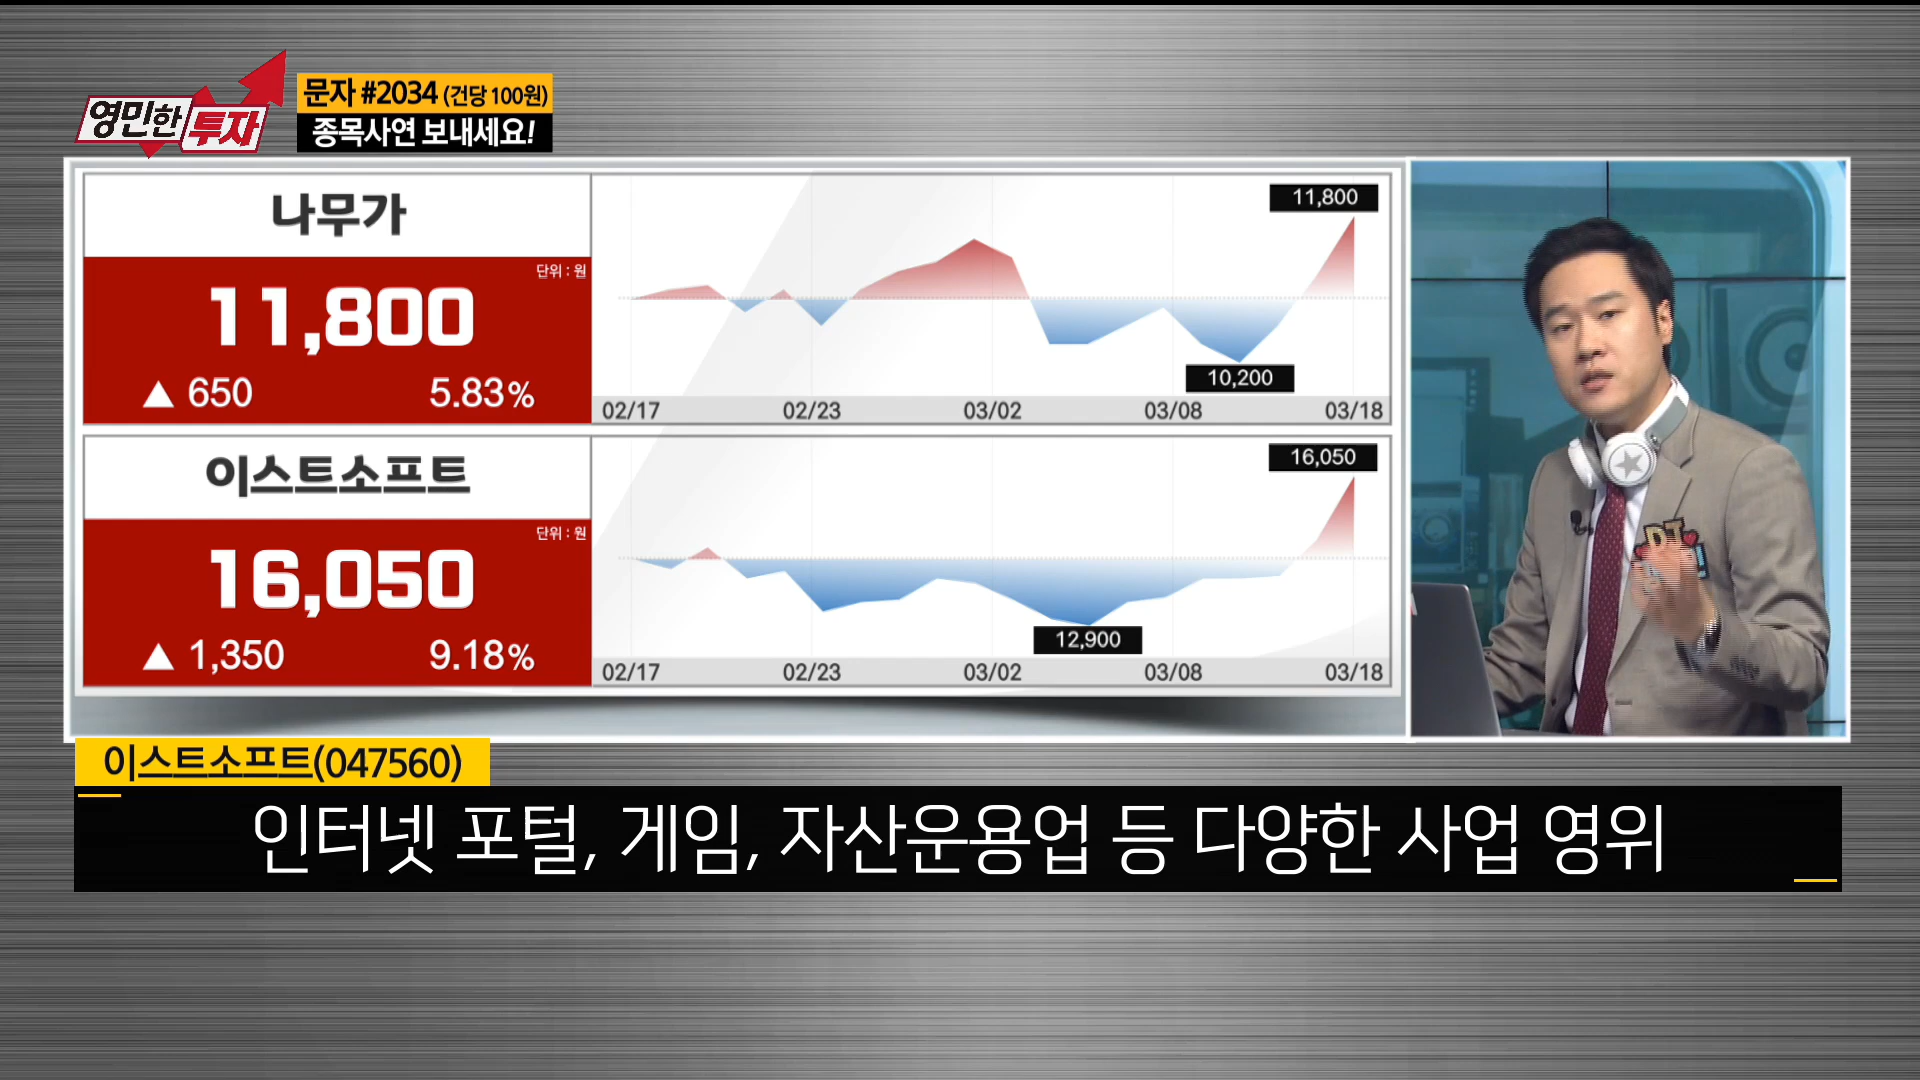 영민한 투자
문자 #2034 (건당 100원)
종목사연 보내세요!
나무가
단위 : 원
11,800
▲ 650 5.83%
11,800
10,200
02/17 02/23 03/02 03/08 03/18
이스트소프트
단위 : 원
16,050
▲ 1,350 9.18%
16,050
12,900
02/17 02/23 03/02 03/08 03/18
이스트소프트(047560)
인터넷 포털, 게임, 자산운용업 등 다양한 사업 영위